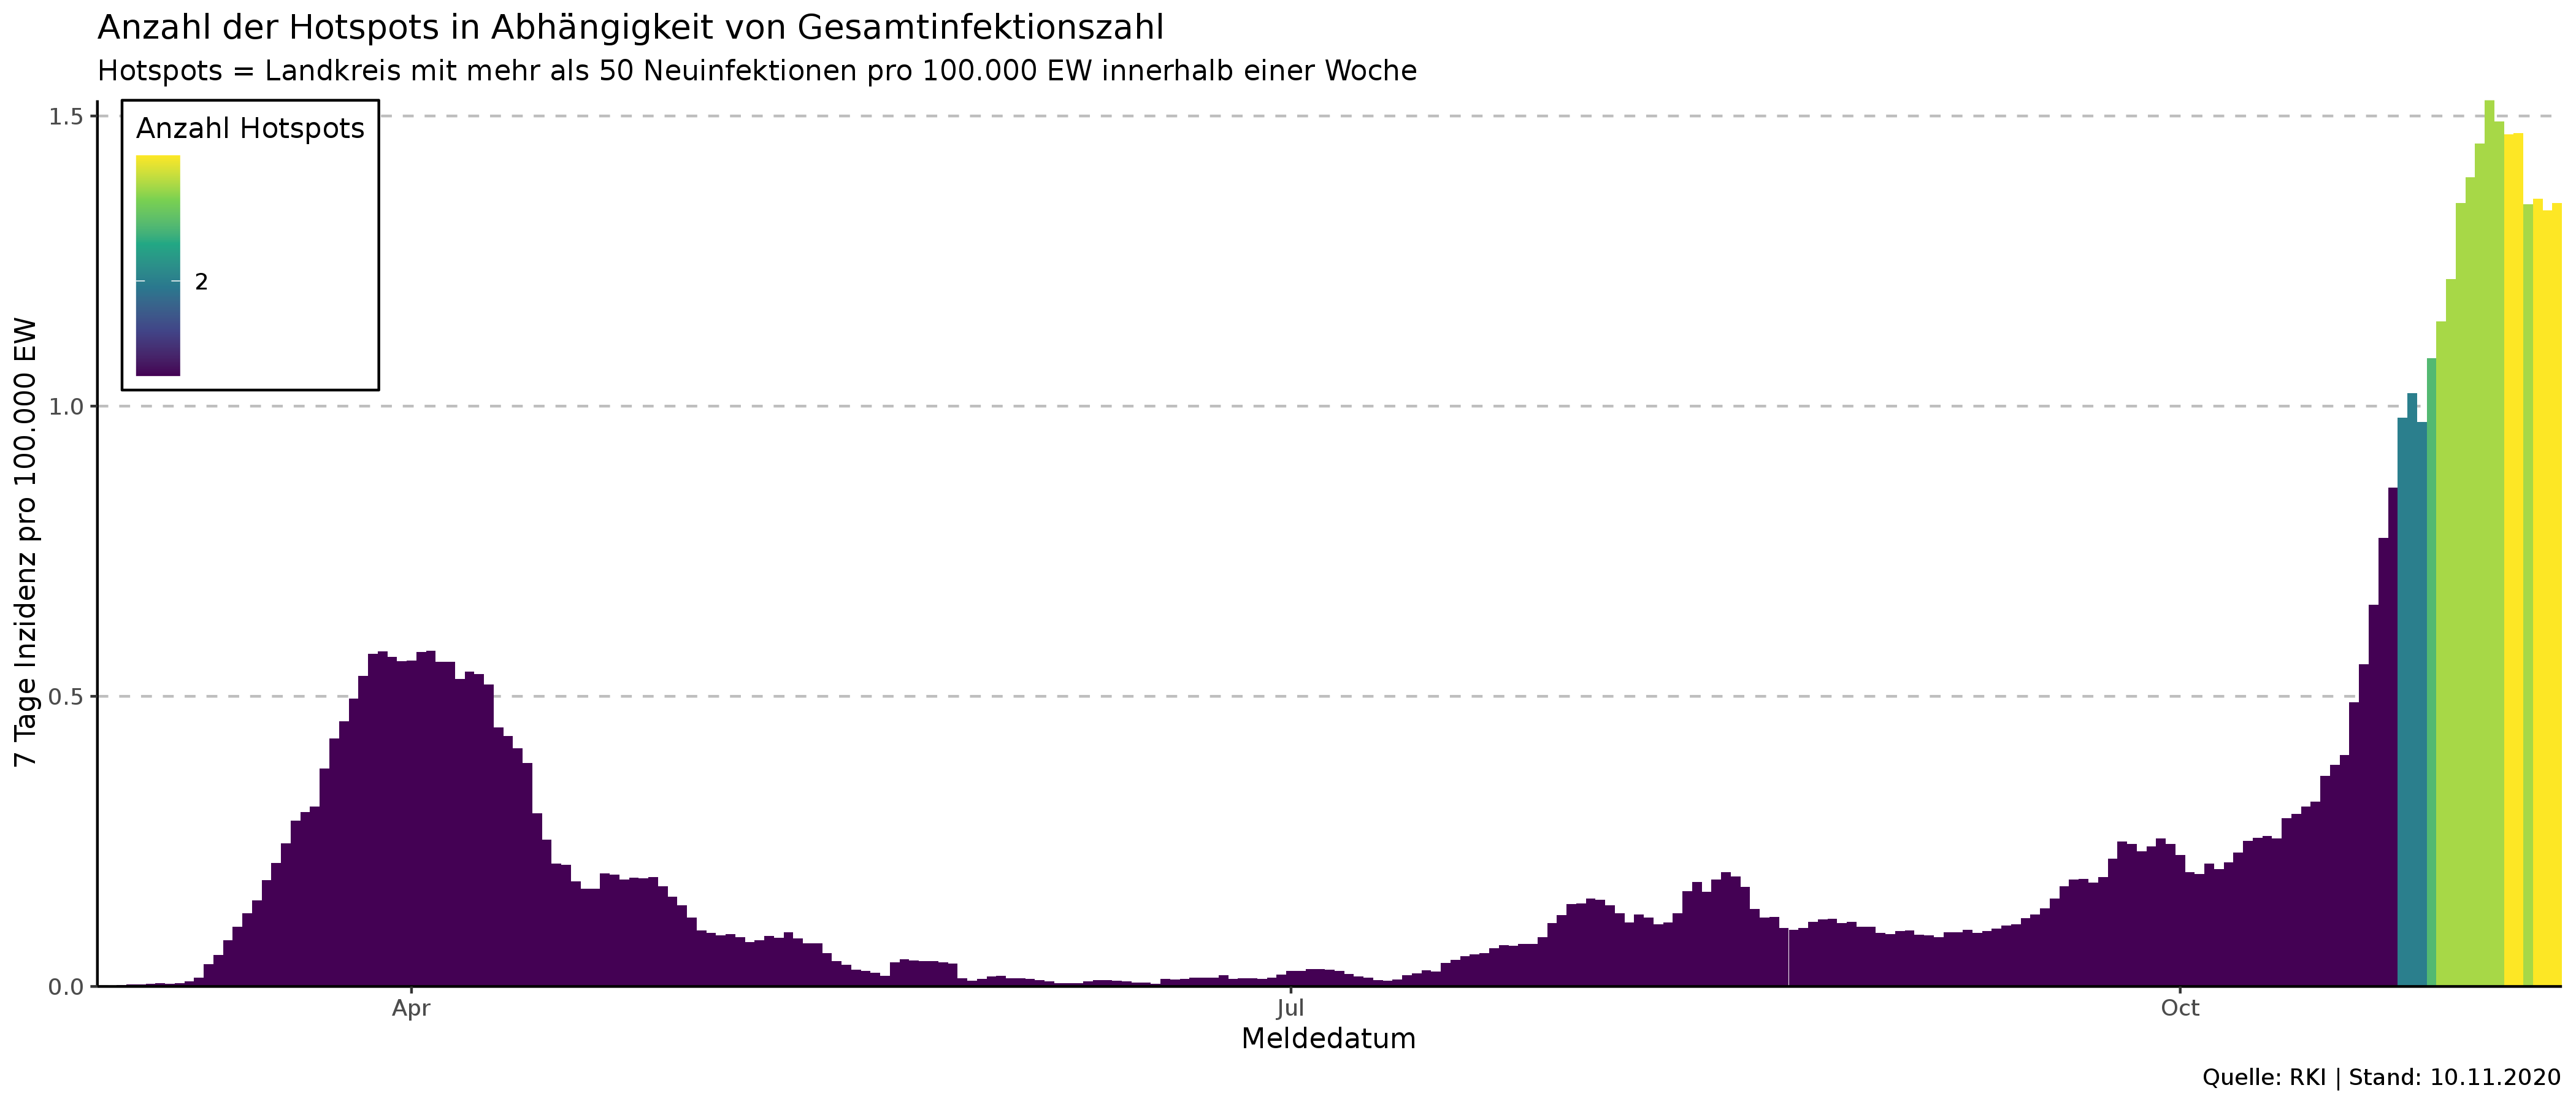 Anzahl der Hotspots in Abhängigkeit von Gesamtinfektionszahl
Hotspots = Landkreis mit mehr als 50 Neuinfektionen pro 100.000 EW innerhalb einer Woche
Anzahl Hotspots
2
7 Tage Inzidenz pro 100.000 EW
1.5
1.0
0.5
0.0
Apr Jul Oct
Meldedatum
Quelle: RKI | Stand: 10.11.2020